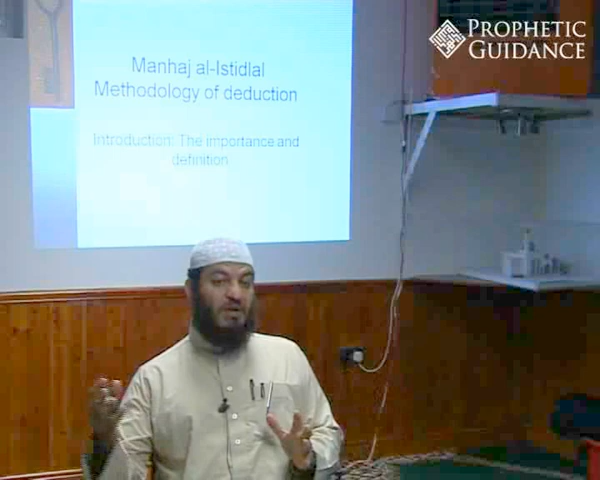 PROPHETIC
GUIDANCE
Manhaj al-Istidlal
Methodology of deduction
Introduction: The importance and
definition